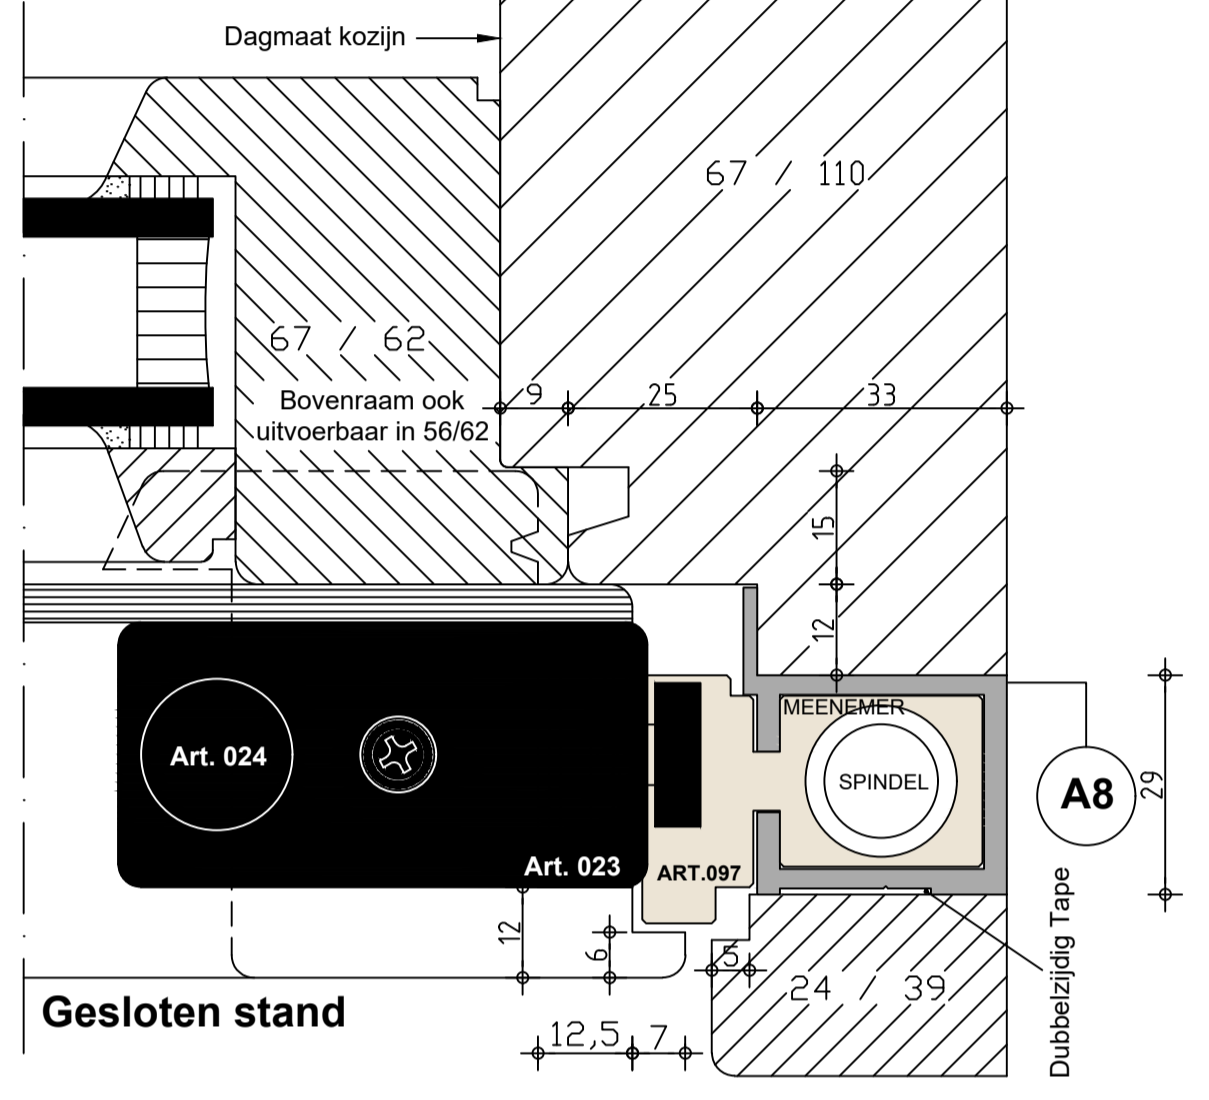 Dagmaat kozijn
67 / 110
67 / 62
Bovenraam ook
uitvoerbaar in 56/62
9
25
33
15
12
MEENEMER
SPINDEL
Art. 024
Art. 023
ART.097
A8
29
12
6
5
24 / 39
Dubbelzijdig Tape
Gesloten stand
12,5
7